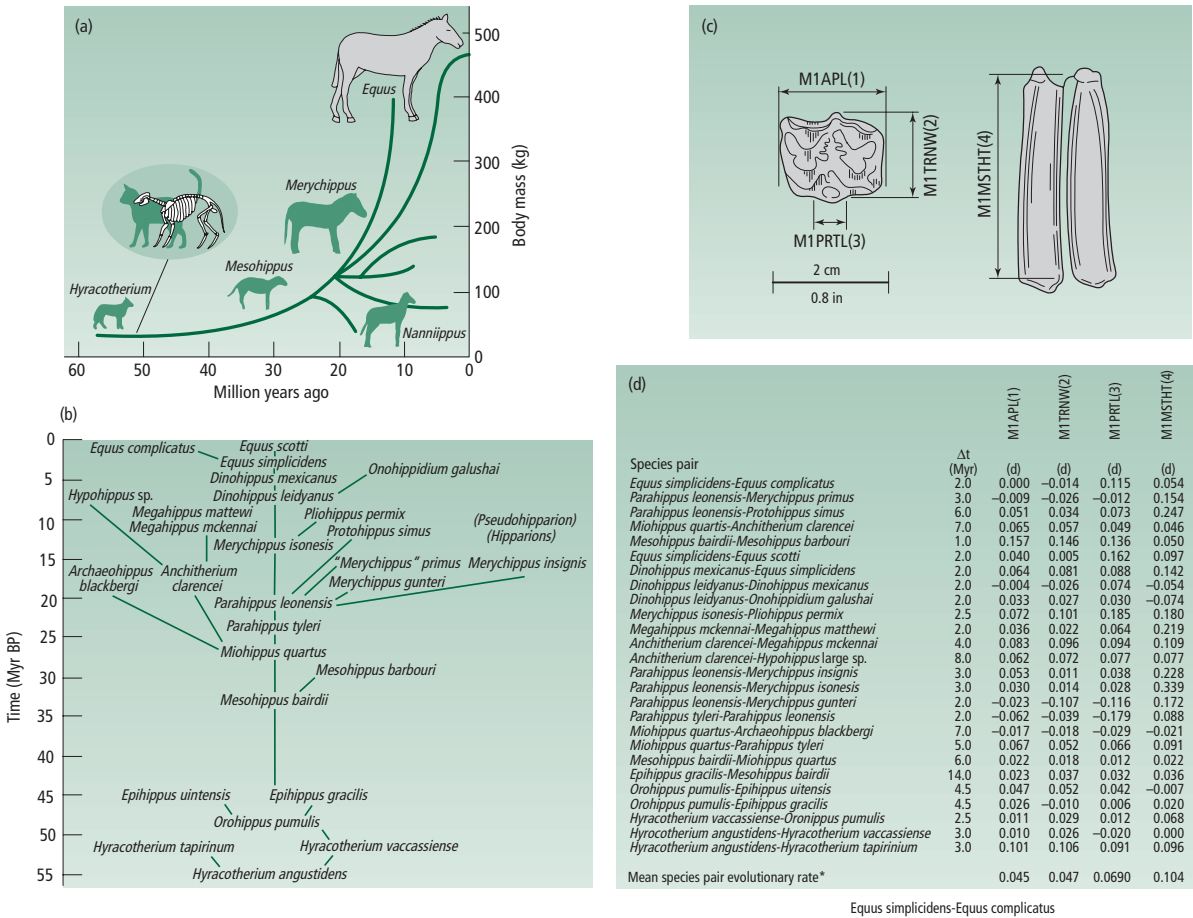 (a)
500
400
300
200
100
0
Body mass (kg)
Equus
Merychippus
Mesohippus
Hyracotherium
Nanniippus
60
50
40
30
20
10
0
Million years ago
(b)
0
5
10
15
20
25
30
35
40
45
50
55
Time (Myr BP)
Equus complicatus
Equus scotti
Equus simplicidens
Dinohippus mexicanus
Onohippidium galushai
Hypohippus sp.
Dinohippus leidyanus
Megahippus mattewi
Pliohippus permix
Megahippus mckennai
Protohippus simus
(Pseudohipparion)
(Hipparions)
Merychippus isonesis
Archaeohippus
blackbergi
Anchitherium
clarencei
"Merychippus" primus
Merychippus insignis
Merychippus gunteri
Parahippus leonensis
Parahippus tyleri
Miohippus quartus
Mesohippus barbouri
Mesohippus bairdii
Epihippus uintensis
Epihippus gracilis
Orohippus pumulis
Hyracotherium tapirinum
Hyracotherium vaccassiense
Hyracotherium angustidens
(c)
M1APL(1)
M1TRNW(2)
M1PRTL(3)
M1MSTHT(4)
2 cm
0.8 in
(d)
M1APL(1) M1TRNW(2) M1PRTL(3) M1MSTHT(4)
Δt
Species pair (Myr) (d) (d) (d) (d)
Equus simplicidens-Equus complicatus 2.0 0.000 –0.014 0.115 0.054
Parahippus leonensis-Merychippus primus 3.0 –0.009 –0.026 –0.012 0.154
Parahippus leonensis-Protohippus simus 6.0 0.051 0.034 0.073 0.247
Miohippus quartis-Anchitherium clarencei 7.0 0.065 0.057 0.049 0.046
Mesohippus bairdii-Mesohippus barbouri 1.0 0.157 0.146 0.136 0.050
Equus simplicidens-Equus scotti 2.0 0.040 0.005 0.162 0.097
Dinohippus mexicanus-Equus simplicidens 2.0 0.064 0.081 0.088 0.142
Dinohippus leidyanus-Dinohippus mexicanus 2.0 –0.004 –0.026 0.074 –0.054
Dinohippus leidyanus-Onohippidium galushai 2.0 0.033 0.027 0.030 –0.074
Merychippus isonesis-Pliohippus permix 2.5 0.072 0.101 0.185 0.180
Megahippus mckennai-Megahippus matthewi 2.0 0.036 0.022 0.064 0.219
Anchitherium clarencei-Megahippus mckennai 4.0 0.083 0.096 0.094 0.109
Anchitherium clarencei-Hypohippus large sp. 8.0 0.062 0.072 0.077 0.077
Parahippus leonensis-Merychippus insignis 3.0 0.053 0.011 0.038 0.228
Parahippus leonensis-Merychippus isonesis 3.0 0.030 0.014 0.028 0.339
Parahippus leonensis-Merychippus gunteri 2.0 –0.023 –0.107 –0.116 0.172
Parahippus tyleri-Parahippus leonensis 2.0 –0.062 –0.039 –0.179 0.088
Miohippus quartus-Archaeohippus blackbergi 7.0 –0.017 –0.018 –0.029 –0.021
Miohippus quartus-Parahippus tyleri 5.0 0.067 0.052 0.066 0.091
Mesohippus bairdii-Miohippus quartus 6.0 0.022 0.018 0.012 0.022
Epihippus gracilis-Mesohippus bairdii 14.0 0.023 0.037 0.032 0.036
Orohippus pumulis-Epihippus uitensis 4.5 0.047 0.052 0.042 –0.007
Orohippus pumulis-Epihippus gracilis 4.5 0.026 –0.010 0.006 0.020
Hyracotherium vaccassiense-Oronippus pumulis 2.5 0.011 0.029 0.012 0.068
Hyrocotherium angustidens-Hyracotherium vaccassiense 3.0 0.010 0.026 –0.020 0.000
Hyracotherium angustidens-Hyracotherium tapirinium 3.0 0.101 0.106 0.091 0.096
Mean species pair evolutionary rate* 0.045 0.047 0.0690 0.104
Equus simplicidens-Equus complicatus